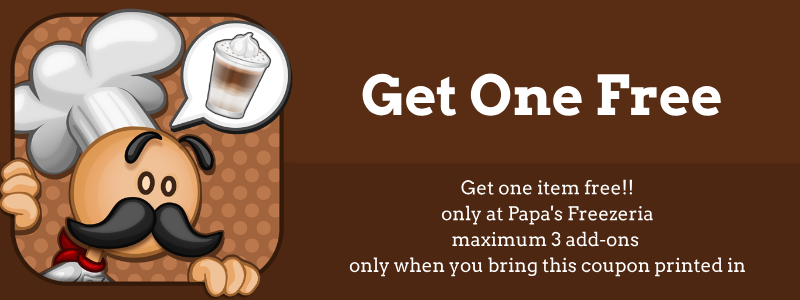 Get One Free
Get one item free!!
only at Papa's Freezeria
maximum 3 add-ons
only when you bring this coupon printed in